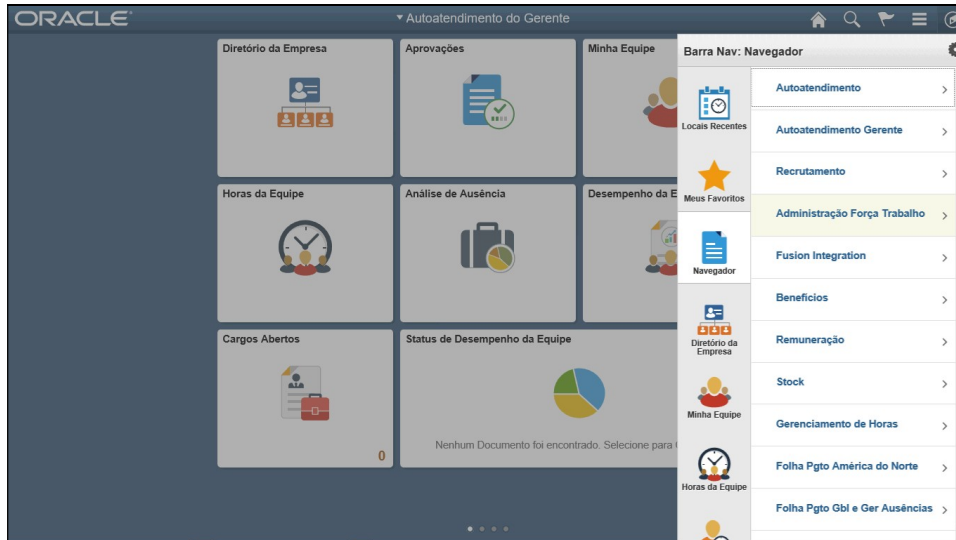 ORACLE
Autoatendimento do Gerente
Diretório da Empresa
Aprovações
Minha Equipe
Horas da Equipe
Análise de Ausência
Desempenho da E
Cargos Abertos
0
Status de Desempenho da Equipe
Nenhum Documento foi encontrado. Selecione para
Barra Nav: Navegador
Locais Recentes
Meus Favoritos
Navegador
Diretório da
Empresa
Minha Equipe
Horas da Equipe
Autoatendimento
Autoatendimento Gerente
Recrutamento
Administração Força Trabalho
Fusion Integration
Benefícios
Remuneração
Stock
Gerenciamento de Horas
Folha Pgto América do Norte
Folha Pgto Gbl e Ger Ausências